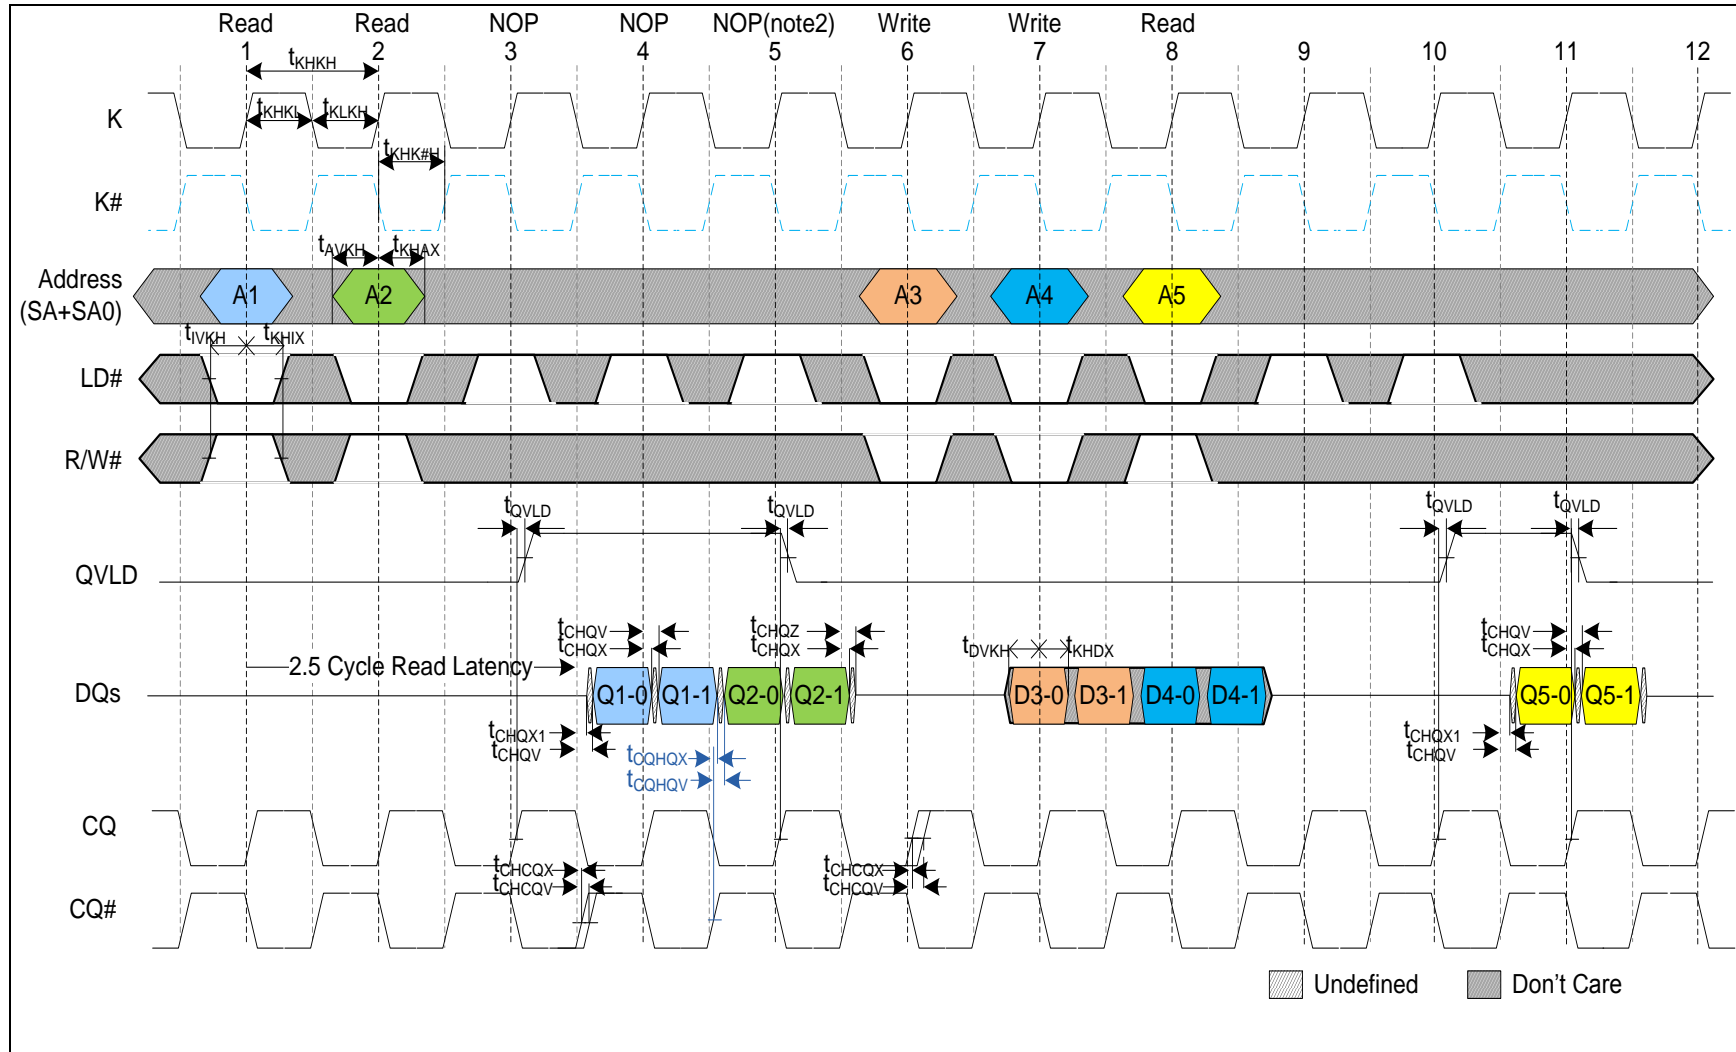 Read Read NOP NOP NOP(note2) Write Write Read
1 2 3 4 5 6 7 8 9 10 11 12
tKHKH
tKHKL tKLKH
K
tKHK#H
K#
tAVKH tKHAX
Address
(SA+SA0)
A1 A2 A3 A4 A5
tIVKH tKHIX
LD#
R/W#
tQVLD tQVLD tQVLD tQVLD
QVLD
tCHQV tCHQZ tCHQV
tCHQX tCHQX tDVKH tKHDX tCHQX
2.5 Cycle Read Latency
DQs
Q1-0 Q1-1 Q2-0 Q2-1 D3-0 D3-1 D4-0 D4-1 Q5-0 Q5-1
tCHQX1 tCHQX1
tCHQV tCHQV
tCQHQX
tCQHQV
CQ
tCHCQX tCHCQX
tCHCQV tCHCQV
CQ#
Undefined Don't Care